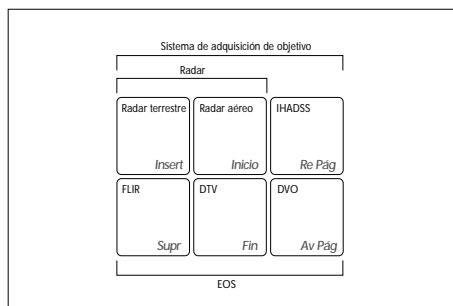 Sistema de adquisición de objetivo
Radar
Radar terrestre Radar aéreo IHADSS
Insert Inicio Re Pág
FLIR DTV DVO
Supr Fin Av Pág
EOS